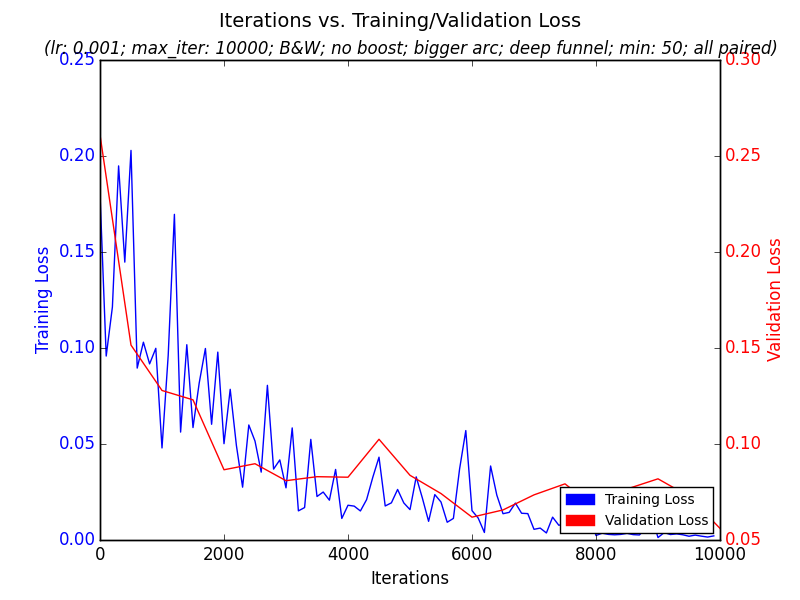 Iterations vs. Training/Validation Loss
(lr: 0.001; max_iter: 10000; B&W; no boost; bigger arc; deep funnel; min: 50; all paired)
0.25
0.20
0.15
0.10
0.05
0.00
Training Loss
0.30
0.25
0.20
0.15
0.10
0.05
Validation Loss
Training Loss
Validation Loss
0
2000
4000
6000
8000
10000
Iterations